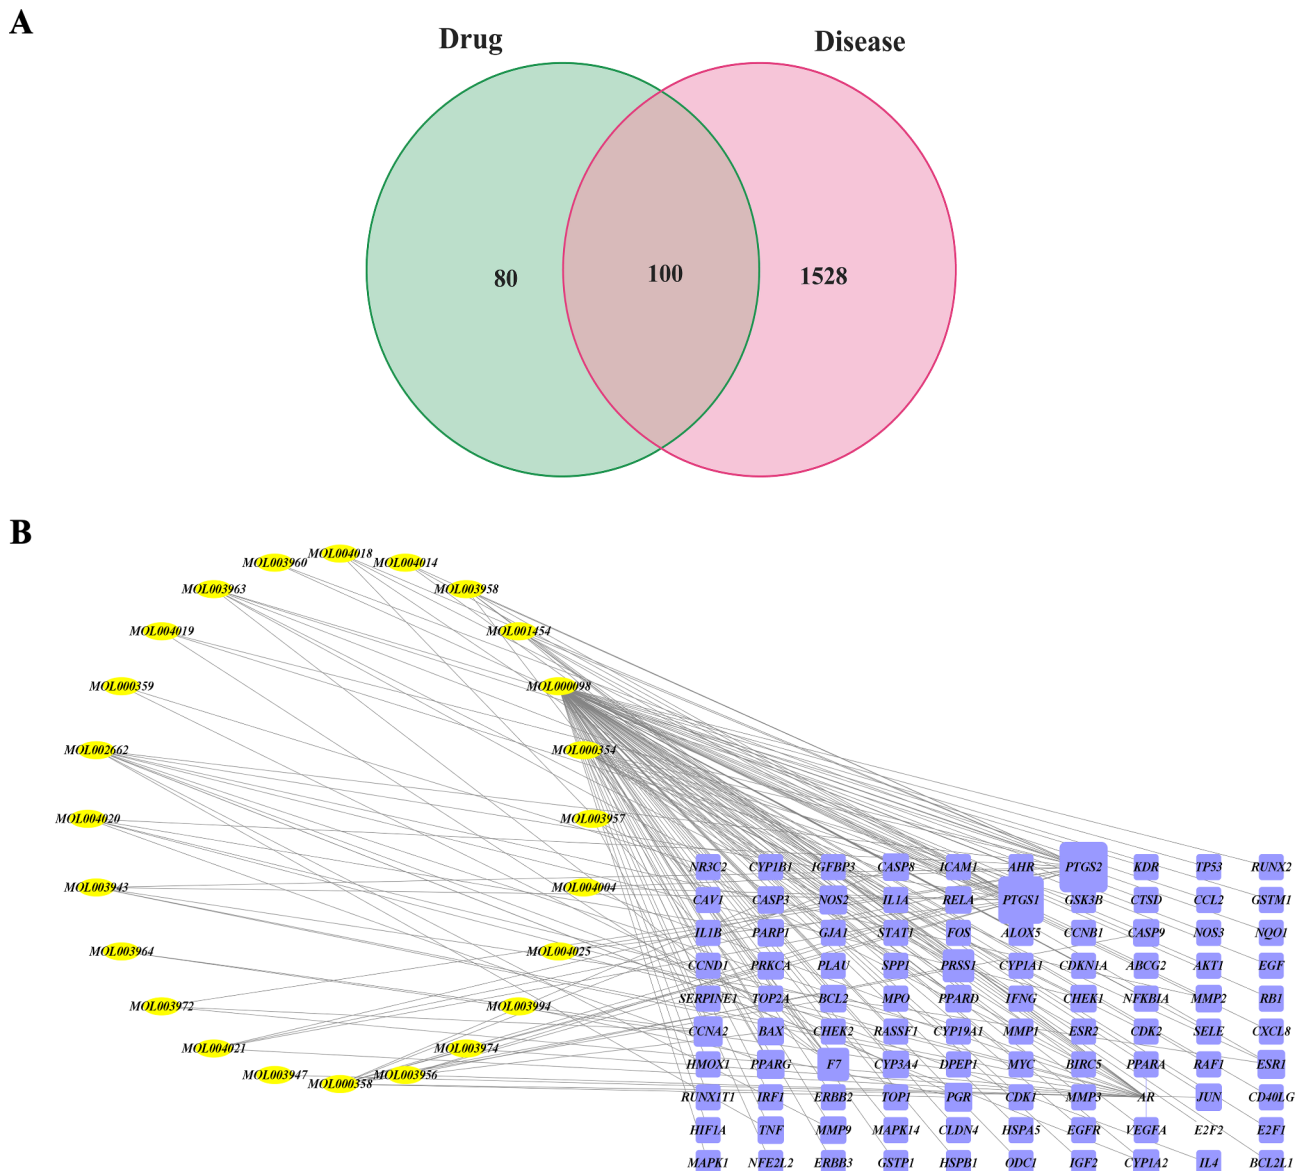 A
Drug
Disease
80
100
1528
B
MOL004018
MOL003960
MOL004014
MOL003963
MOL003958
MOL004019
MOL001454
MOL000359
MOL000098
MOL002662
MOL000354
MOL004020
MOL003957
MOL003943
MOL004004
MOL003964
MOL004025
MOL003972
MOL003994
MOL004021
MOL003974
MOL003947
MOL000358
MOL003956
NR3C2 CYP1B1 IGFBP3 CASP8 ICAM1 AHR PTGS2 KDR TP53 RUNX2
CAV1 CASP3 NOS2 IL1A RELA PTGS1 GSK3B CTSD CCL2 GSTM1
IL1B PARP1 GJA1 STAT1 FOS ALOX5 CCNB1 CASP9 NOS3 NQO1
CCND1 PRKCA PLAU SPP1 PRSS1 CYP1A1 CDKN1A ABCG2 AKT1 EGF
SERPINE1 TOP2A BCL2 MPO PPARD IFNG CHEK1 NFKBIA MMP2 RB1
CCNA2 BAX CHEK2 RASSF1 CYP19A1 MMP1 ESR2 CDK2 SELE CXCL8
HMOX1 PPARG F7 CYP3A4 DPEP1 MYC BIRC5 PPARA RAF1 ESR1
RUNX1T1 IRF1 ERBB2 TOP1 PGR CDK1 MMP3 AR JUN CD40LG
HIF1A TNF MMP9 MAPK14 CLDN4 HSPA5 EGFR VEGFA E2F2 E2F1
MAPK1 NFE2L2 ERBB3 GSTP1 HSPB1 ODC1 IGF2 CYP1A2 IL4 BCL2L1